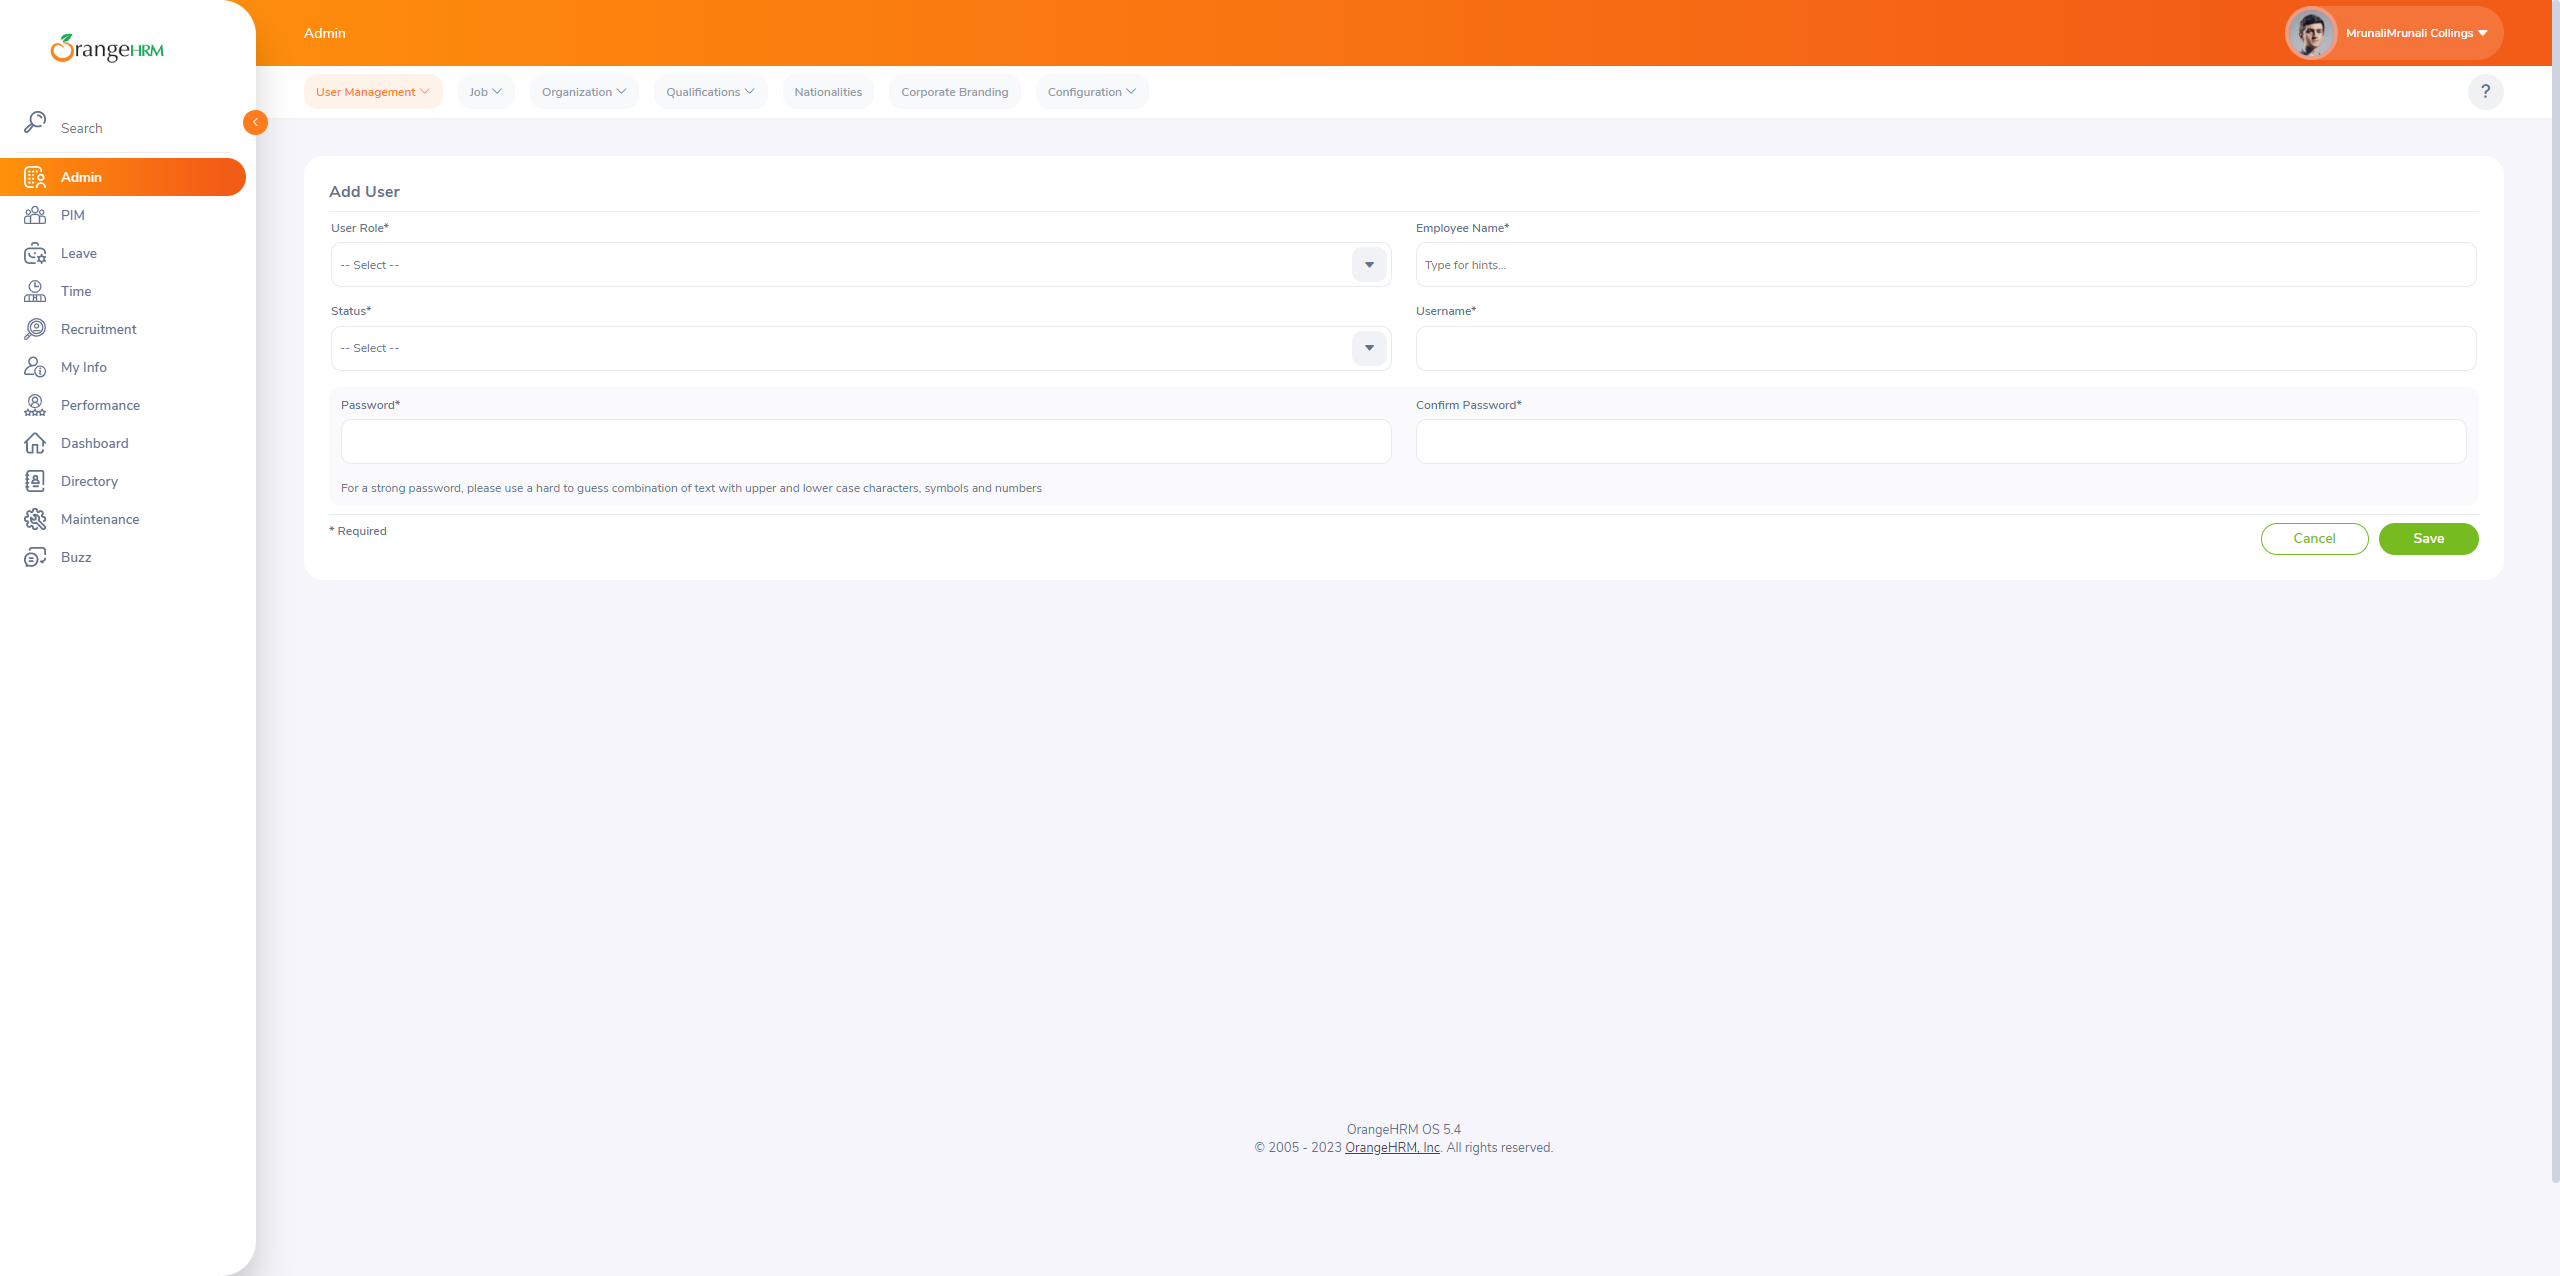 OrangeHRM
Search
Admin
PIM
Leave
Time
Recruitment
My Info
Performance
Dashboard
Directory
Maintenance
Buzz
Admin
MrunaliMrunali Collings
User Management
Job
Organization
Qualifications
Nationalities
Corporate Branding
Configuration
?
Add User
User Role*
-- Select --
Employee Name*
Type for hints...
Status*
-- Select --
Username*
Password*
Confirm Password*
For a strong password, please use a hard to guess combination of text with upper and lower case characters, symbols and numbers
* Required
Cancel
Save
OrangeHRM OS 5.4
© 2005 - 2023 OrangeHRM, Inc. All rights reserved.